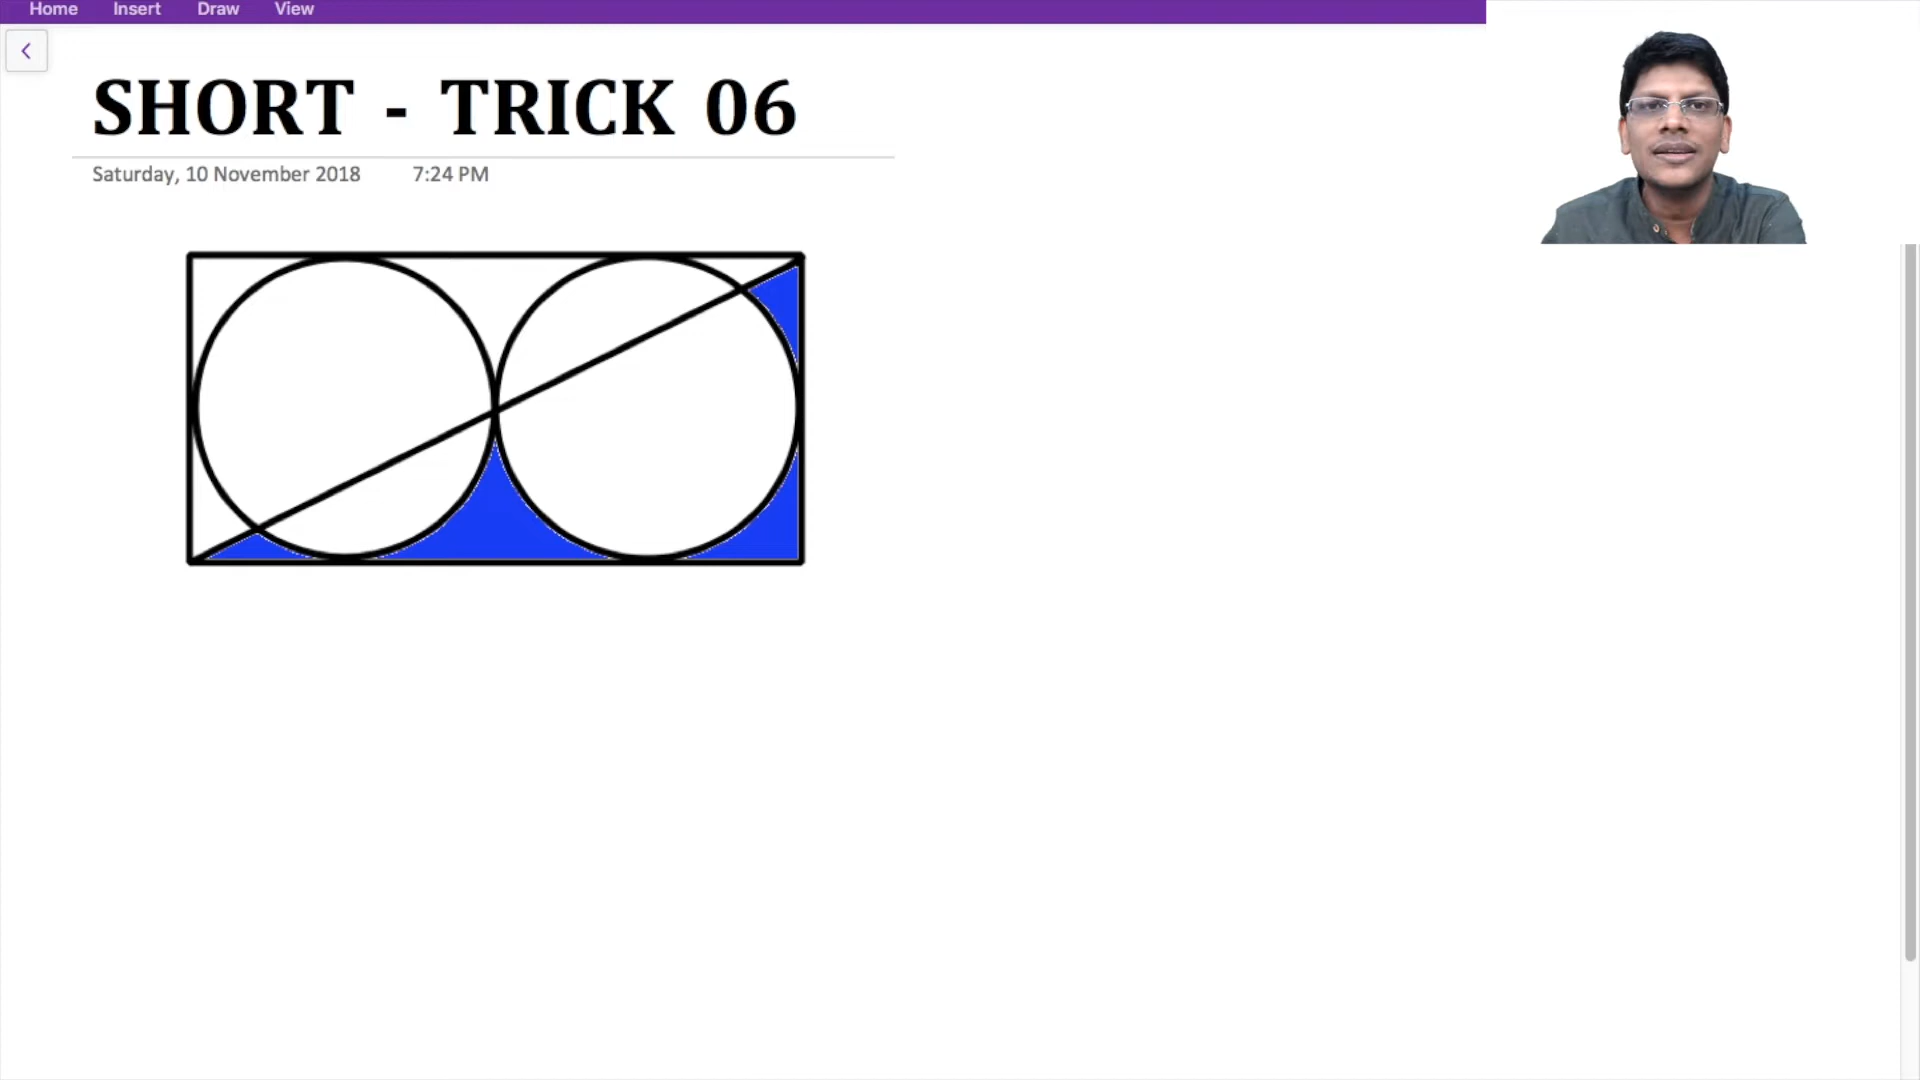 Home Insert Draw View
SHORT - TRICK 06
Saturday, 10 November 2018 7:24 PM